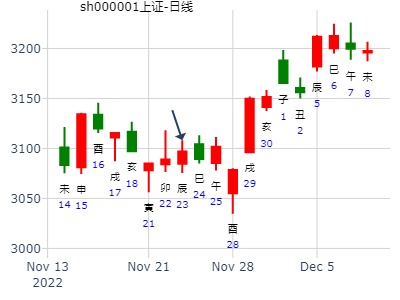 sh000001上证-日线
3200
3150
3100
3050
3000
未
14
申
15
酉
16
戌
17
亥
18
寅
21
卯
22
辰
23
巳
24
午
25
酉
28
戌
29
亥
30
子
1
丑
2
辰
5
巳
6
午
7
未
8
Nov 13
2022
Nov 21
Nov 28
Dec 5